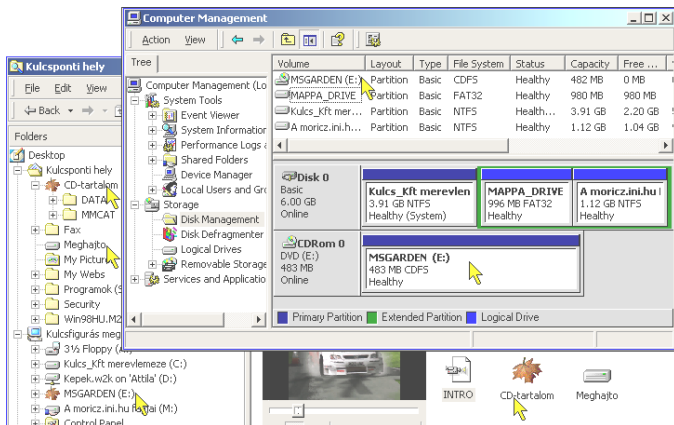 Computer Management
Action View
Tree
Computer Management (Lo
System Tools
Event Viewer
System Information
Performance Logs a
Shared Folders
Device Manager
Local Users and Gro
Storage
Disk Management
Disk Defragmenter
Logical Drives
Removable Storage
Services and Applicatio
Volume Layout Type File System Status Capacity Free ...
MSGARDEN (E:) Partition Basic CDFS Healthy 482 MB 0 MB
MAPPA_DRIVE Partition Basic FAT32 Healthy 980 MB 980 MB
Kulcs_Kft mer... Partition Basic NTFS Health... 3.91 GB 2.20 GB
A moricz.ini.h... Partition Basic NTFS Healthy 1.12 GB 1.04 GB
Disk 0
Basic
6.00 GB
Online
Kulcs_Kft merevlen
3.91 GB NTFS
Healthy (System)
MAPPA_DRIVE
996 MB FAT32
Healthy
A moricz.ini.hu
1.12 GB NTFS
Healthy
CDRom 0
DVD (E:)
483 MB
Online
MSGARDEN (E:)
483 MB CDFS
Healthy
Primary Partition Extended Partition Logical Drive
Kulcsponti hely
File Edit View
Back
Folders
Desktop
Kulcsponti hely
CD-tartalom
DATA
MMCAT
Fax
Meghajto
My Pictur
My Webs
Programok (S
Security
Win98HU.M2
Kulcsfigurás meg
3½ Floppy (A:)
Kulcs_Kft merevlemeze (C:)
Kepek.w2k on 'Attila' (D:)
MSGARDEN (E:)
A moricz.ini.hu
(M:)
Control Panel
INTRO
CD-tartalom
Meghajto